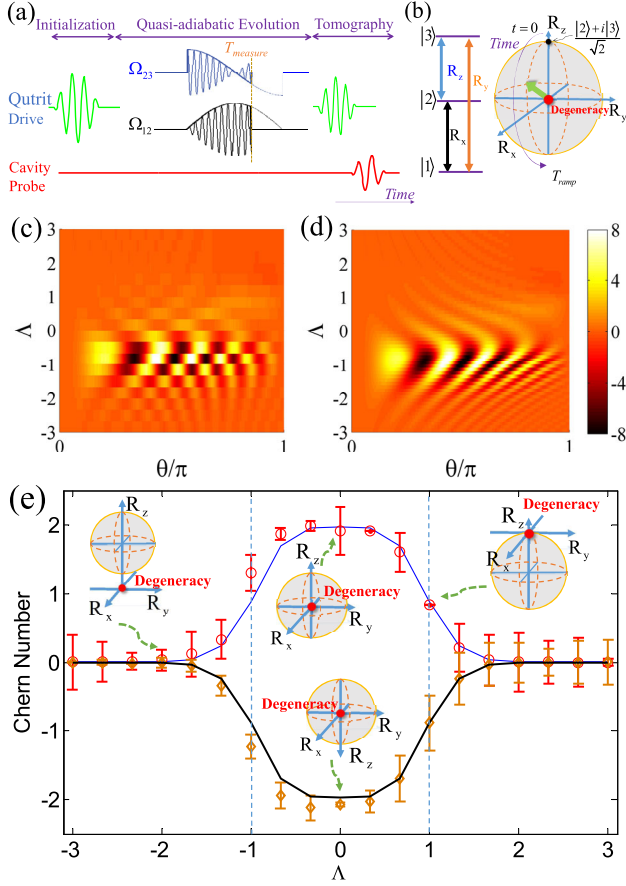 (a)
Initialization Quasi-adiabatic Evolution Tomography
T_measure
Ω₂₃
Qutrit
Drive
Ω₁₂
Cavity
Probe
Time
(b)
|3⟩
|2⟩
|1⟩
R_z
R_y
R_x
t=0
R_z
|2⟩+i|3⟩
√2
Time
Degeneracy
R_y
R_x
T_ramp
(c)
Λ
3
2
1
0
-1
-2
-3
0
1
θ/π
(d)
3
2
1
0
-1
-2
-3
0
1
θ/π
8
4
0
-4
-8
(e)
Chern Number
2
1
0
-1
-2
-3 -2 -1 0 1 2 3
Λ
R_z
Degeneracy
R_x
R_y
R_z
Degeneracy
R_x
R_y
Degeneracy
R_z
R_y
R_x
Degeneracy
R_y
R_x
R_z